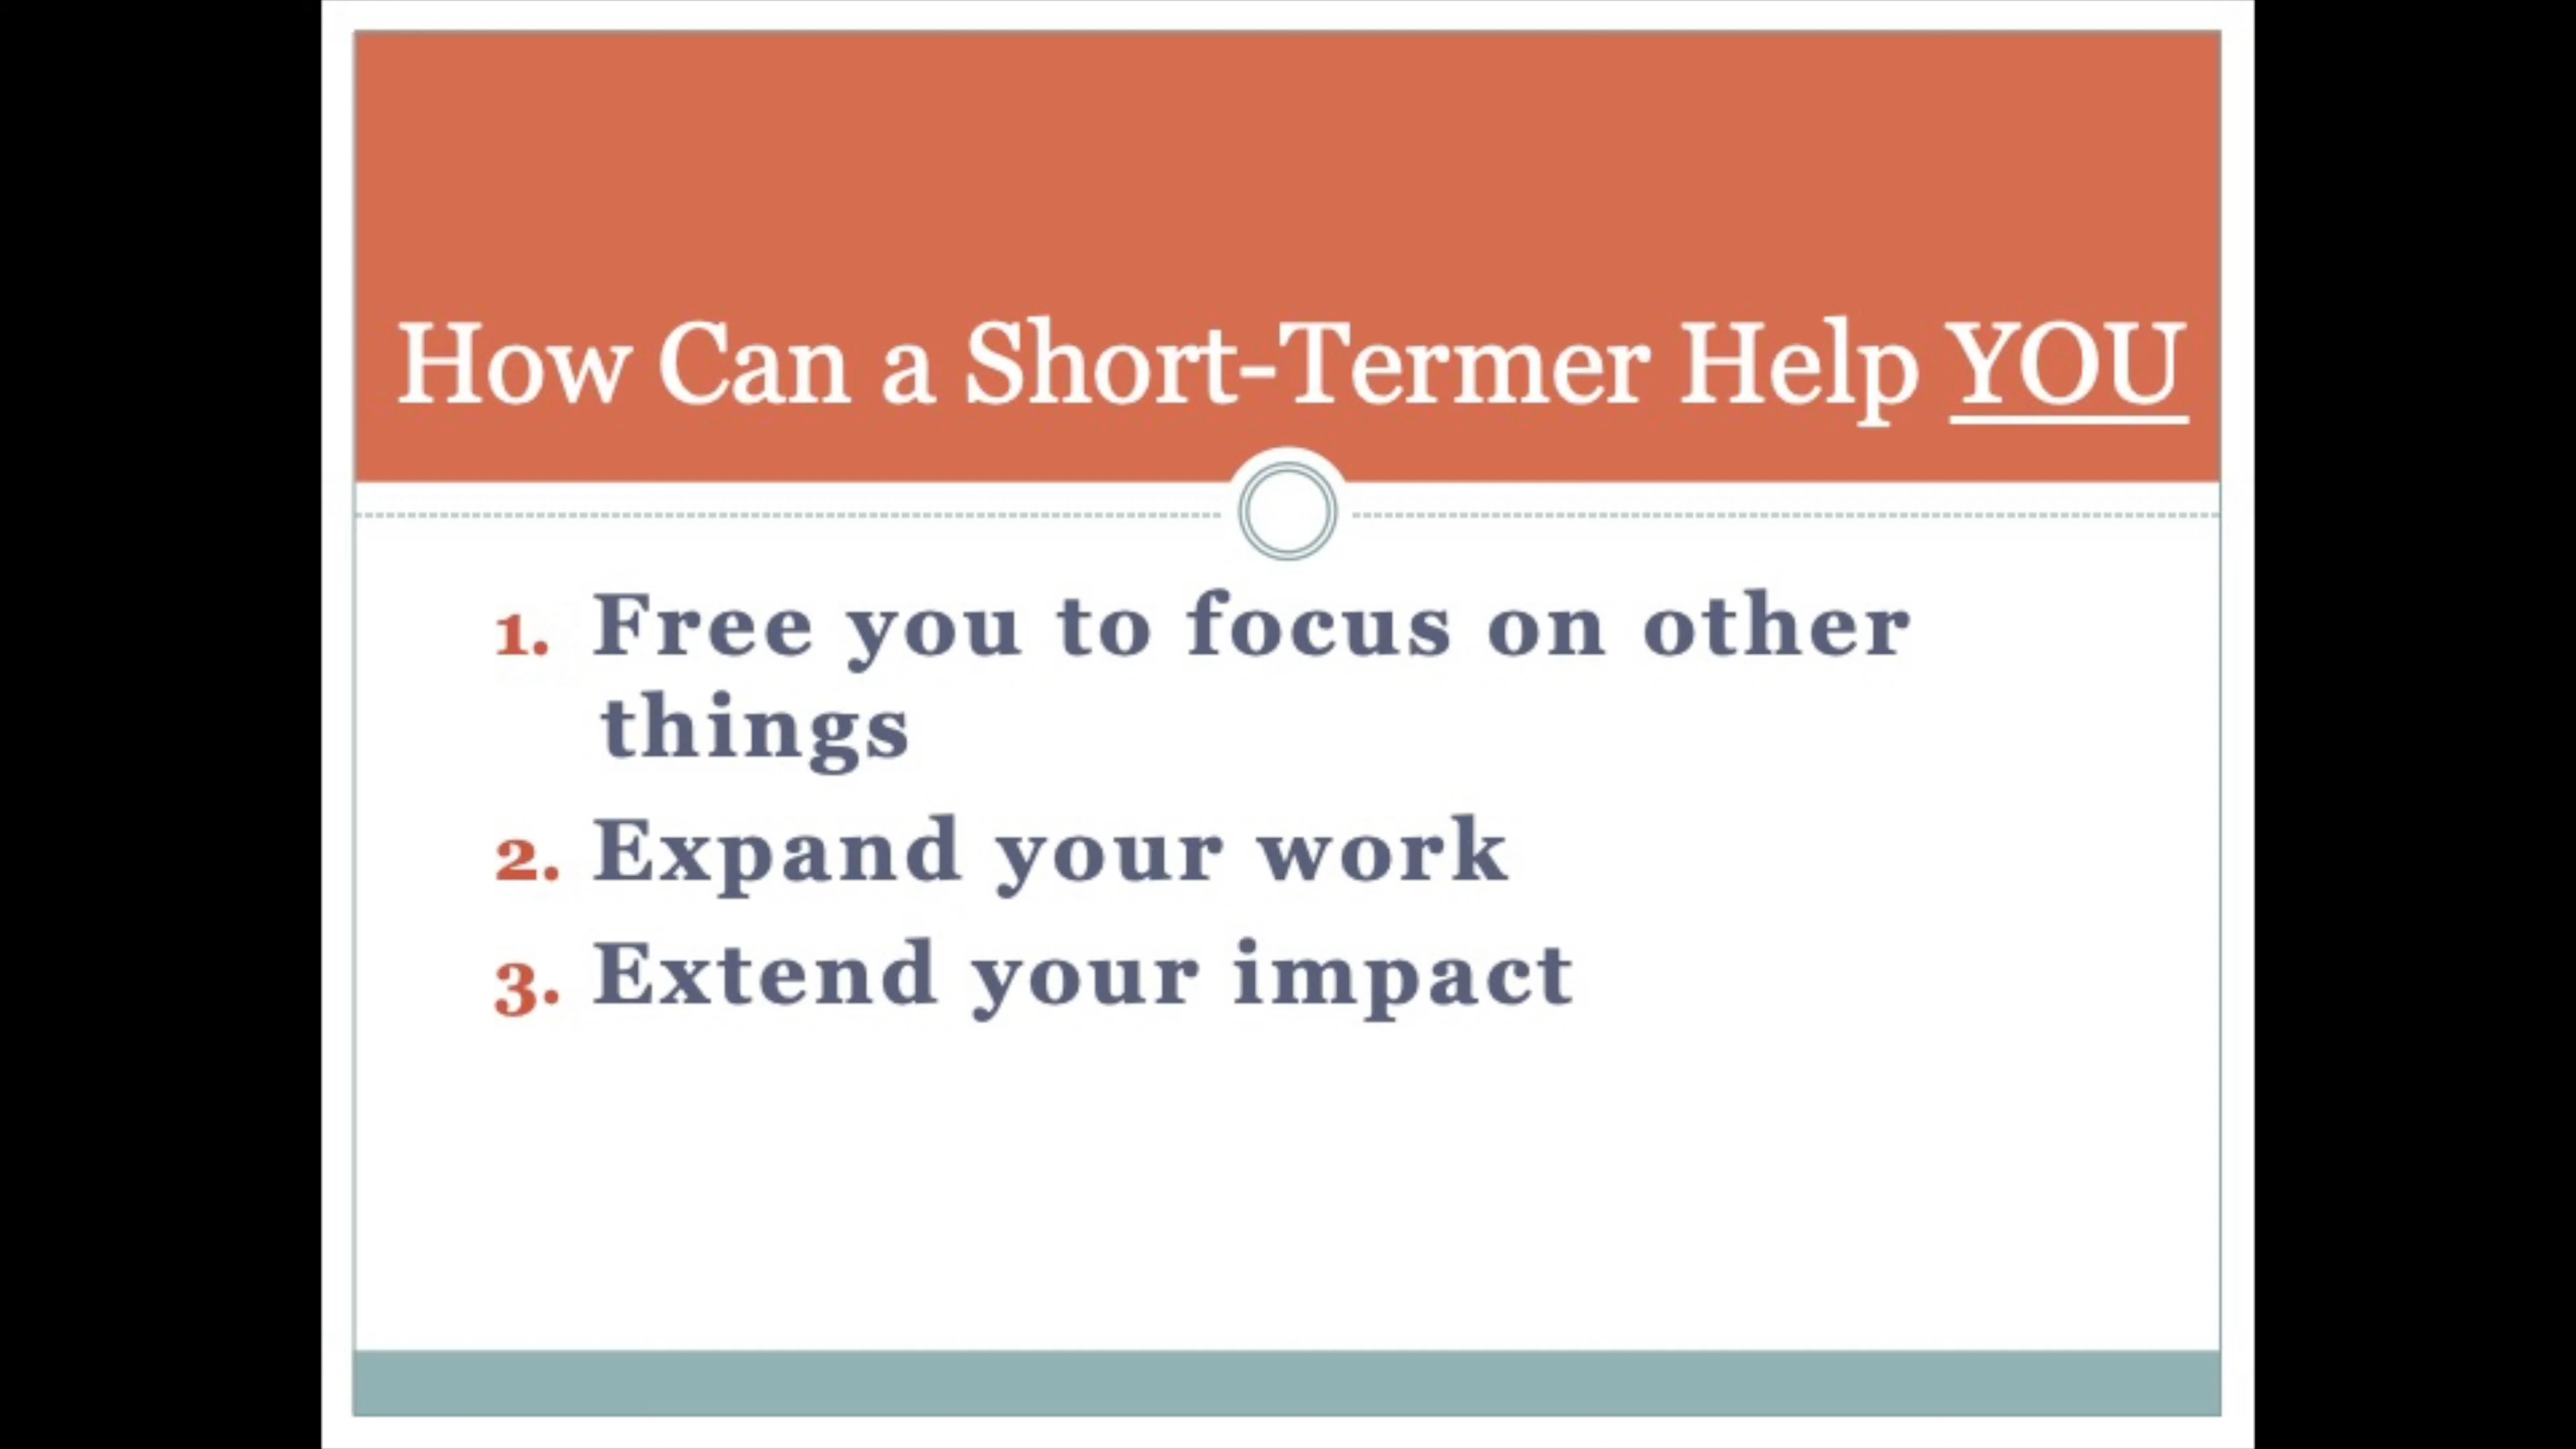 How Can a Short-Termer Help YOU
1. Free you to focus on other
things
2. Expand your work
3. Extend your impact